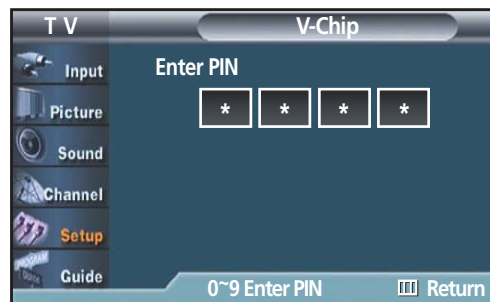 T V
V-Chip
Input
Picture
Sound
Channel
Setup
Guide
Enter PIN
* * * *
0~9 Enter PIN
Return